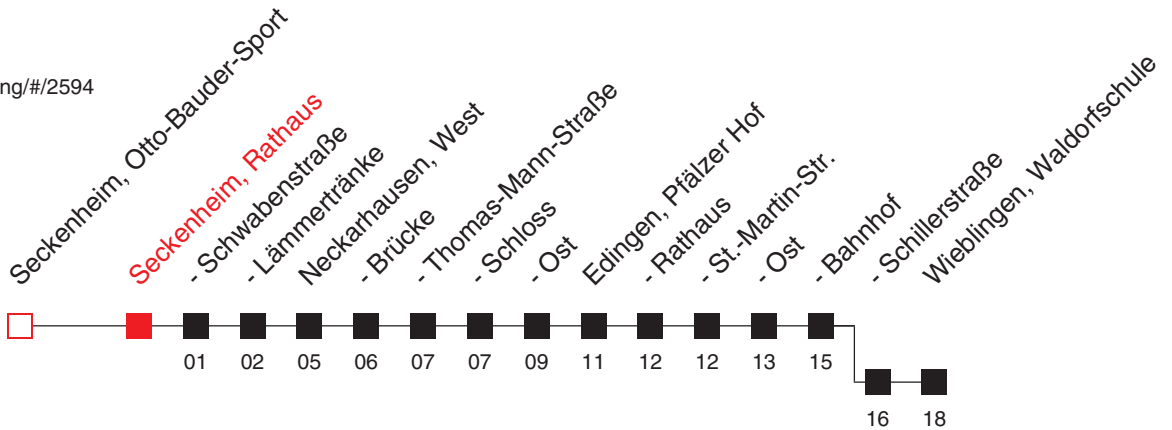 ng/#/2594
Seckenheim, Otto-Bauder-Sport
Seckenheim, Rathaus
- Schwabenstraße
- Lämmertränke
Neckarhausen, West
- Brücke
- Thomas-Mann-Straße
- Schloss
- Ost
Edingen, Pfälzer Hof
- Rathaus
- St.-Martin-Str.
- Ost
- Bahnhof
- Schillerstraße
Wieblingen, Waldorfschule
01 02 05 06 07 07 09 11 12 12 13 15
16 18